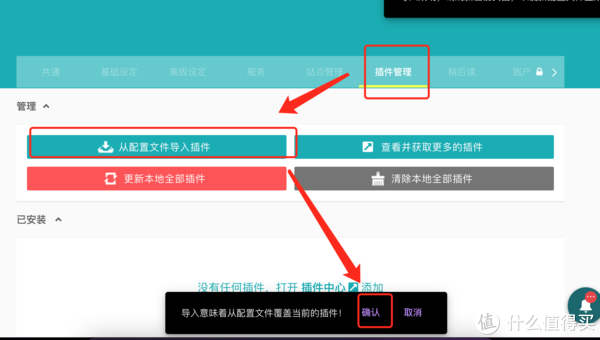 共通 基础设定 高级设定 服务 站点管理 插件管理 稍后读 账户
管理
从配置文件导入插件 查看并获取更多的插件
更新本地全部插件 清除本地全部插件
已安装
没有任何插件，打开 插件中心 添加
导入意味着从配置文件覆盖当前的插件！ 确认 取消
值 什么值得买